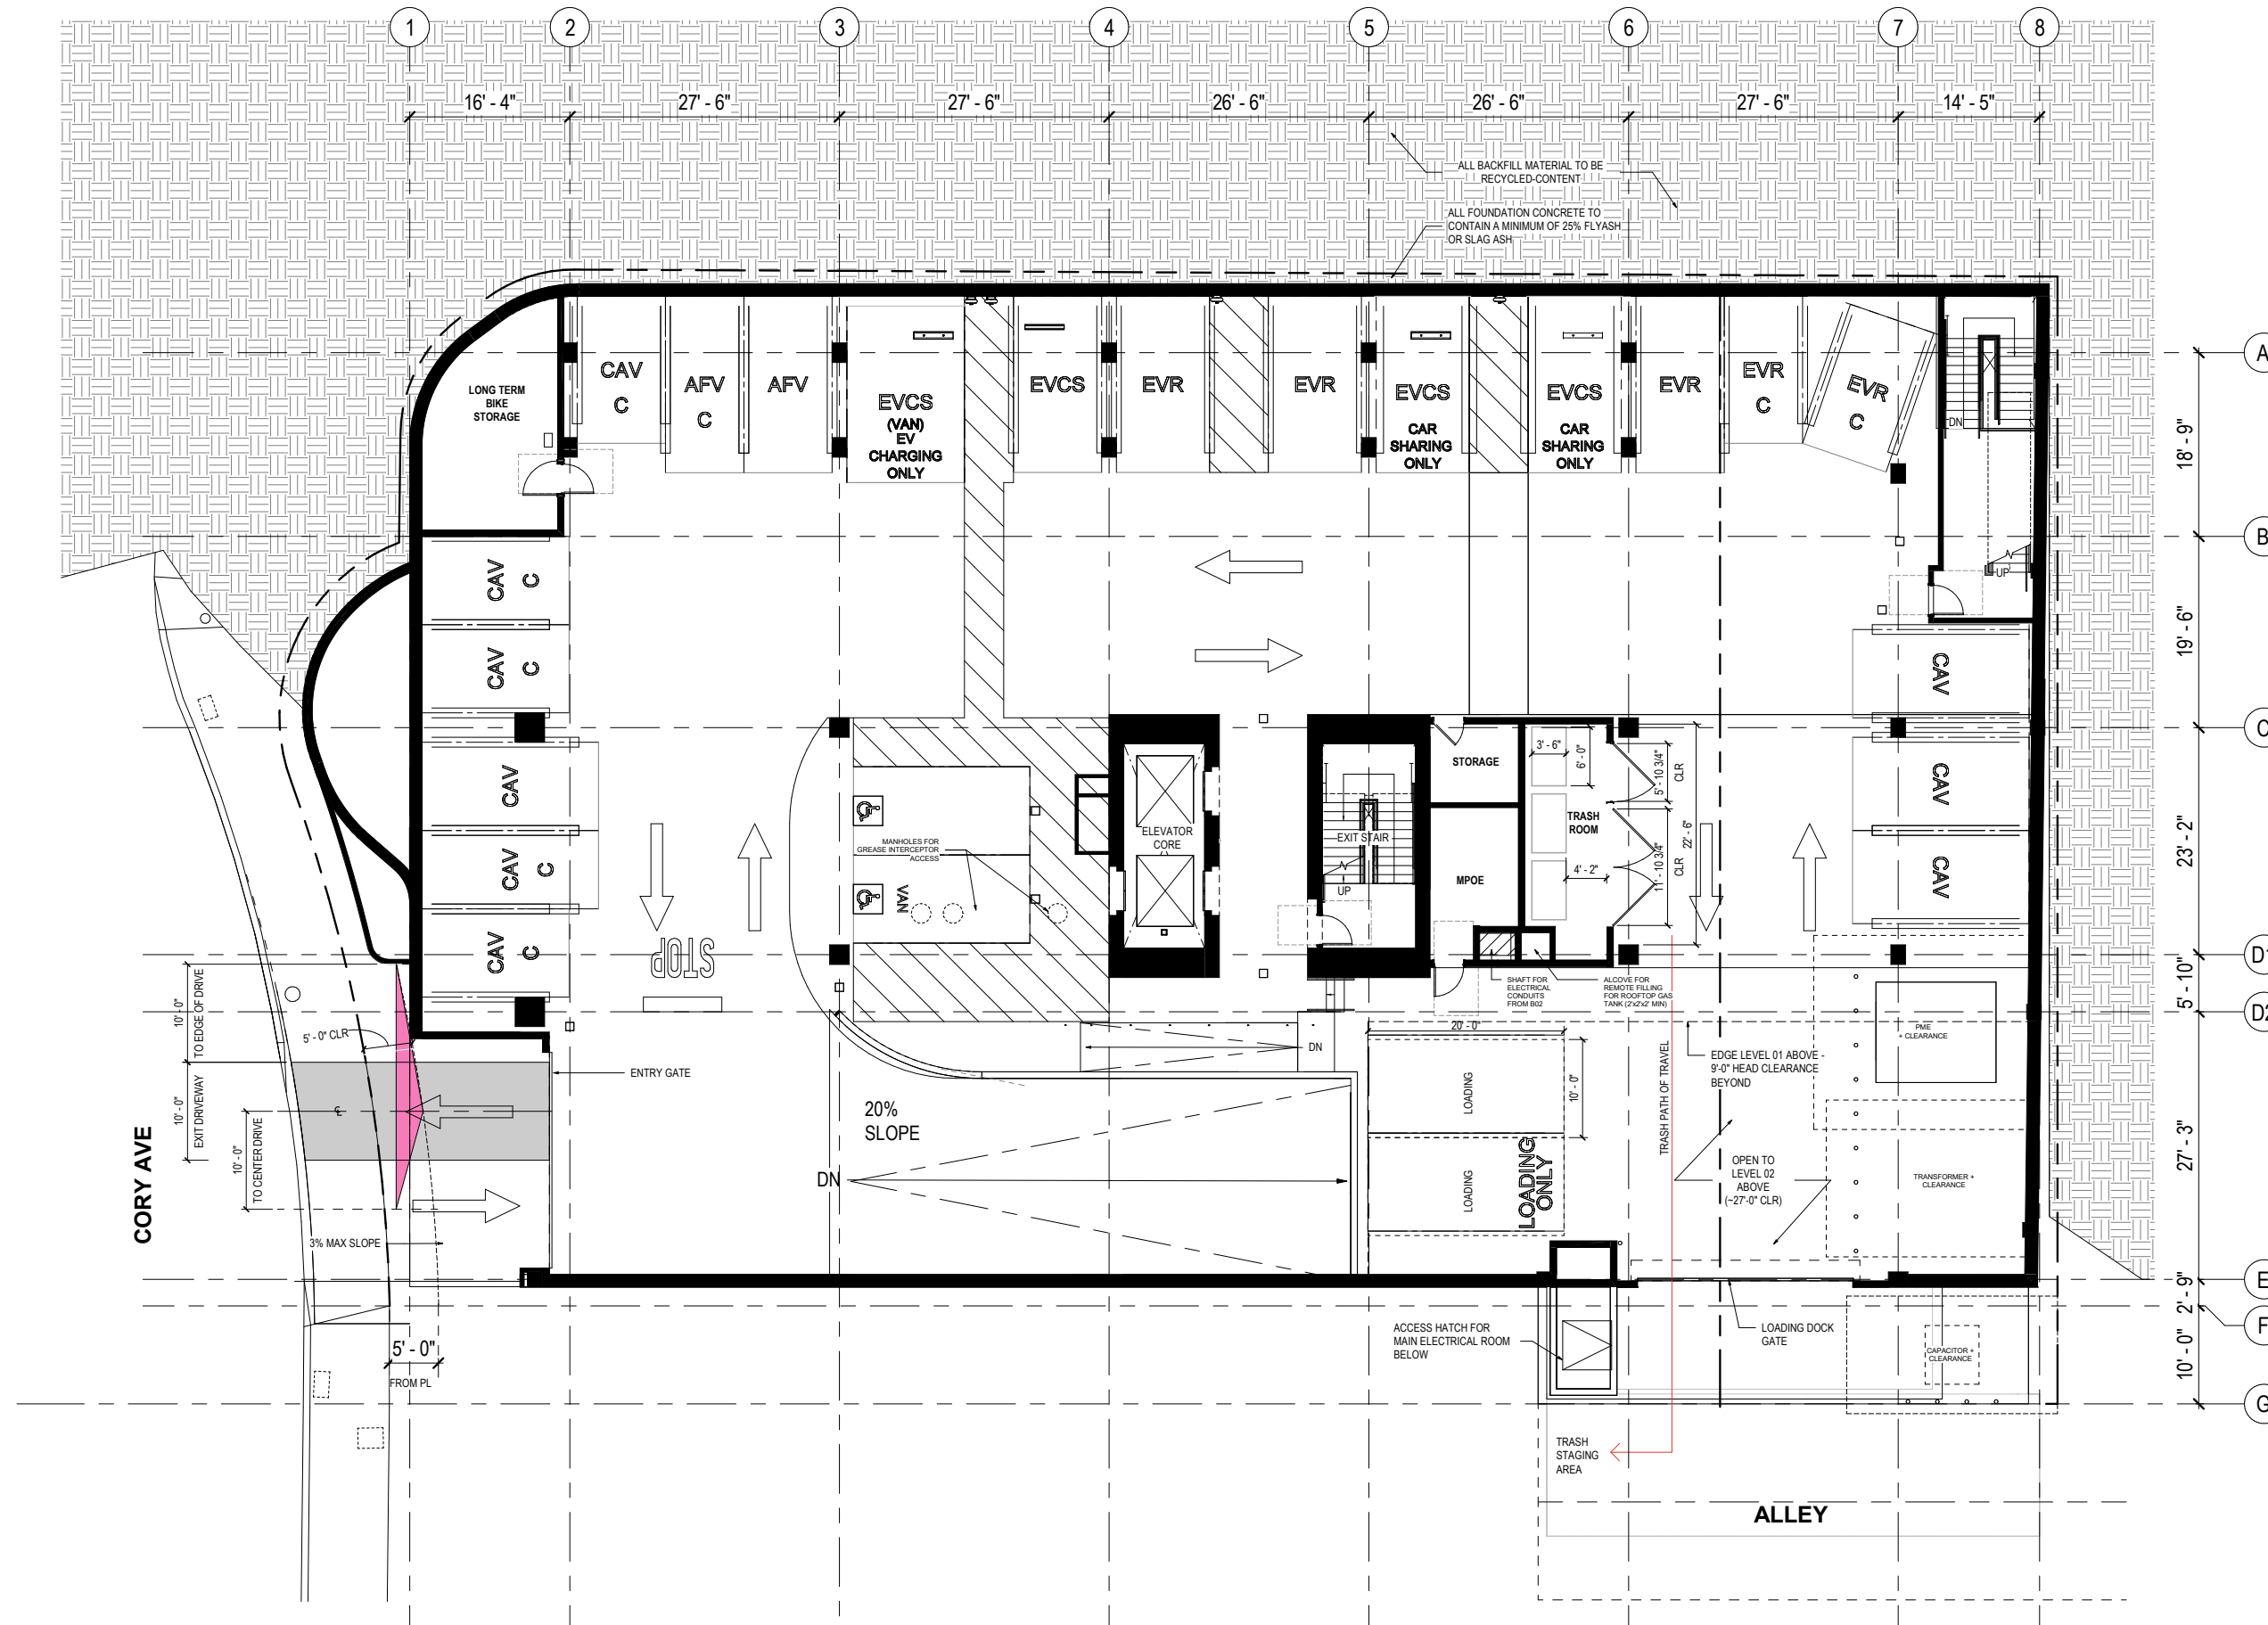 1 2 3 4 5 6 7 8
16' - 4" 27' - 6" 27' - 6" 26' - 6" 26' - 6" 27' - 6" 14' - 5"
ALL BACKFILL MATERIAL TO BE
RECYCLED-CONTENT
ALL FOUNDATION CONCRETE TO
CONTAIN A MINIMUM OF 25% FLYASH
OR SLAG ASH
A
18' - 9"
B
19' - 6"
C
23' - 2"
D1
5' - 10"
D2
27' - 3"
E
2' - 9"
F
10' - 0"
G
LONG TERM
BIKE
STORAGE
CAV
C
AFV
C
AFV
EVCS
(VAN)
EV
CHARGING
ONLY
EVCS
EVR
EVR
EVCS
CAR
SHARING
ONLY
EVCS
CAR
SHARING
ONLY
EVR
EVR
C
EVR
C
DN
UP
CAV
C
CAV
C
CAV
CAV
C
CAV
C
CAV
CAV
CAV
STOP
VAN
MANHOLES FOR
GREASE INTERCEPTOR
ACCESS
ELEVATOR
CORE
EXIT STAIR
UP
STORAGE
MPOE
3' - 6"
6' - 0"
TRASH
ROOM
4' - 2"
5' - 10 3/4"
CLR
11' - 10 3/4"
CLR
22' - 6"
SHAFT FOR
ELECTRICAL
CONDUITS
FROM B02
ALCOVE FOR
REMOTE FILLING
FOR ROOFTOP GAS
TANK (2'x2'x2' MIN)
20' - 0"
10' - 0"
LOADING
LOADING
LOADING
ONLY
TRASH PATH OF TRAVEL
EDGE LEVEL 01 ABOVE -
9'-0" HEAD CLEARANCE
BEYOND
OPEN TO
LEVEL 02
ABOVE
(~27'-0" CLR)
PME
+ CLEARANCE
TRANSFORMER +
CLEARANCE
CAPACITOR +
CLEARANCE
LOADING DOCK
GATE
ACCESS HATCH FOR
MAIN ELECTRICAL ROOM
BELOW
TRASH
STAGING
AREA
ALLEY
DN
20%
SLOPE
DN
ENTRY GATE
10' - 0"
TO EDGE OF DRIVE
5' - 0" CLR
10' - 0"
EXIT DRIVEWAY
10' - 0"
TO CENTER DRIVE
CORY AVE
3% MAX SLOPE
5' - 0"
FROM PL